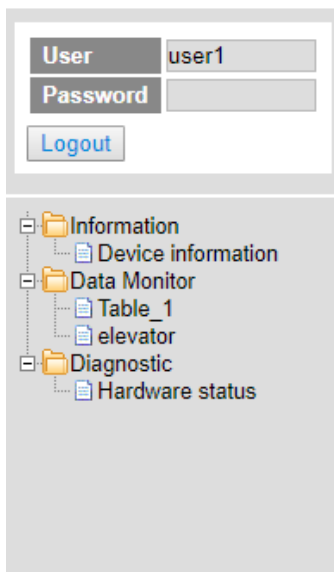 User user1
Password
Logout
Information
Device information
Data Monitor
Table_1
elevator
Diagnostic
Hardware status